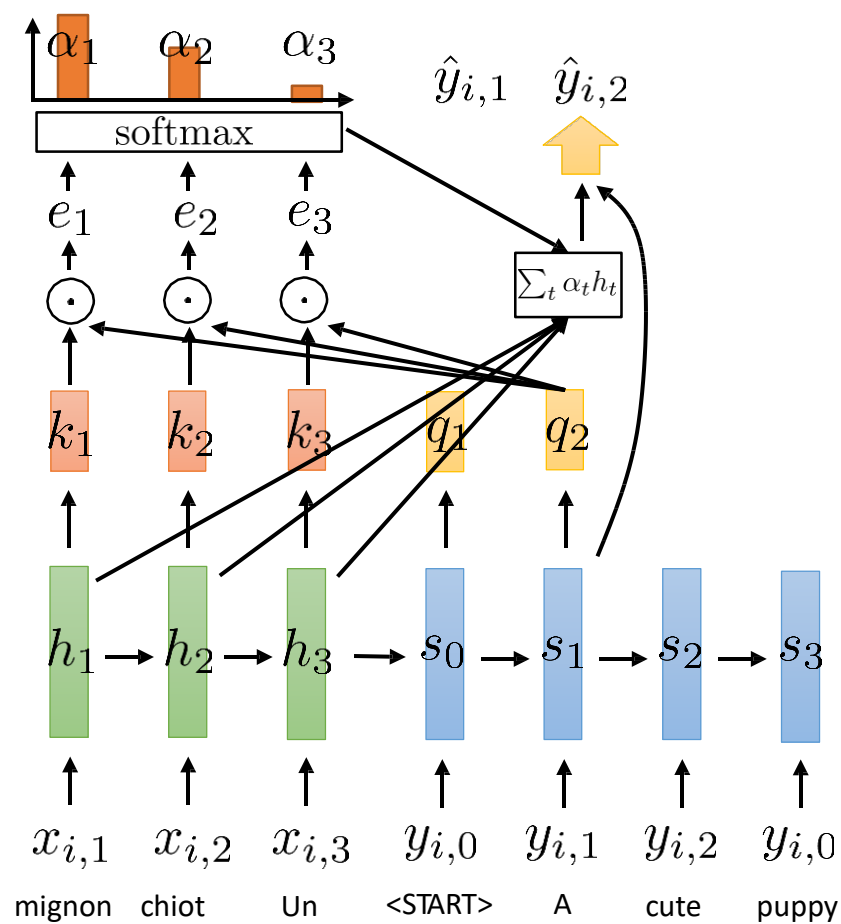 α₁ α₂ α₃
ŷᵢ,₁ ŷᵢ,₂
softmax
e₁ e₂ e₃
∑ₜ αₜhₜ
k₁ k₂ k₃ q₁ q₂
h₁ h₂ h₃ s₀ s₁ s₂ s₃
xᵢ,₁ xᵢ,₂ xᵢ,₃ yᵢ,₀ yᵢ,₁ yᵢ,₂ yᵢ,₀
mignon chiot Un <START> A cute puppy